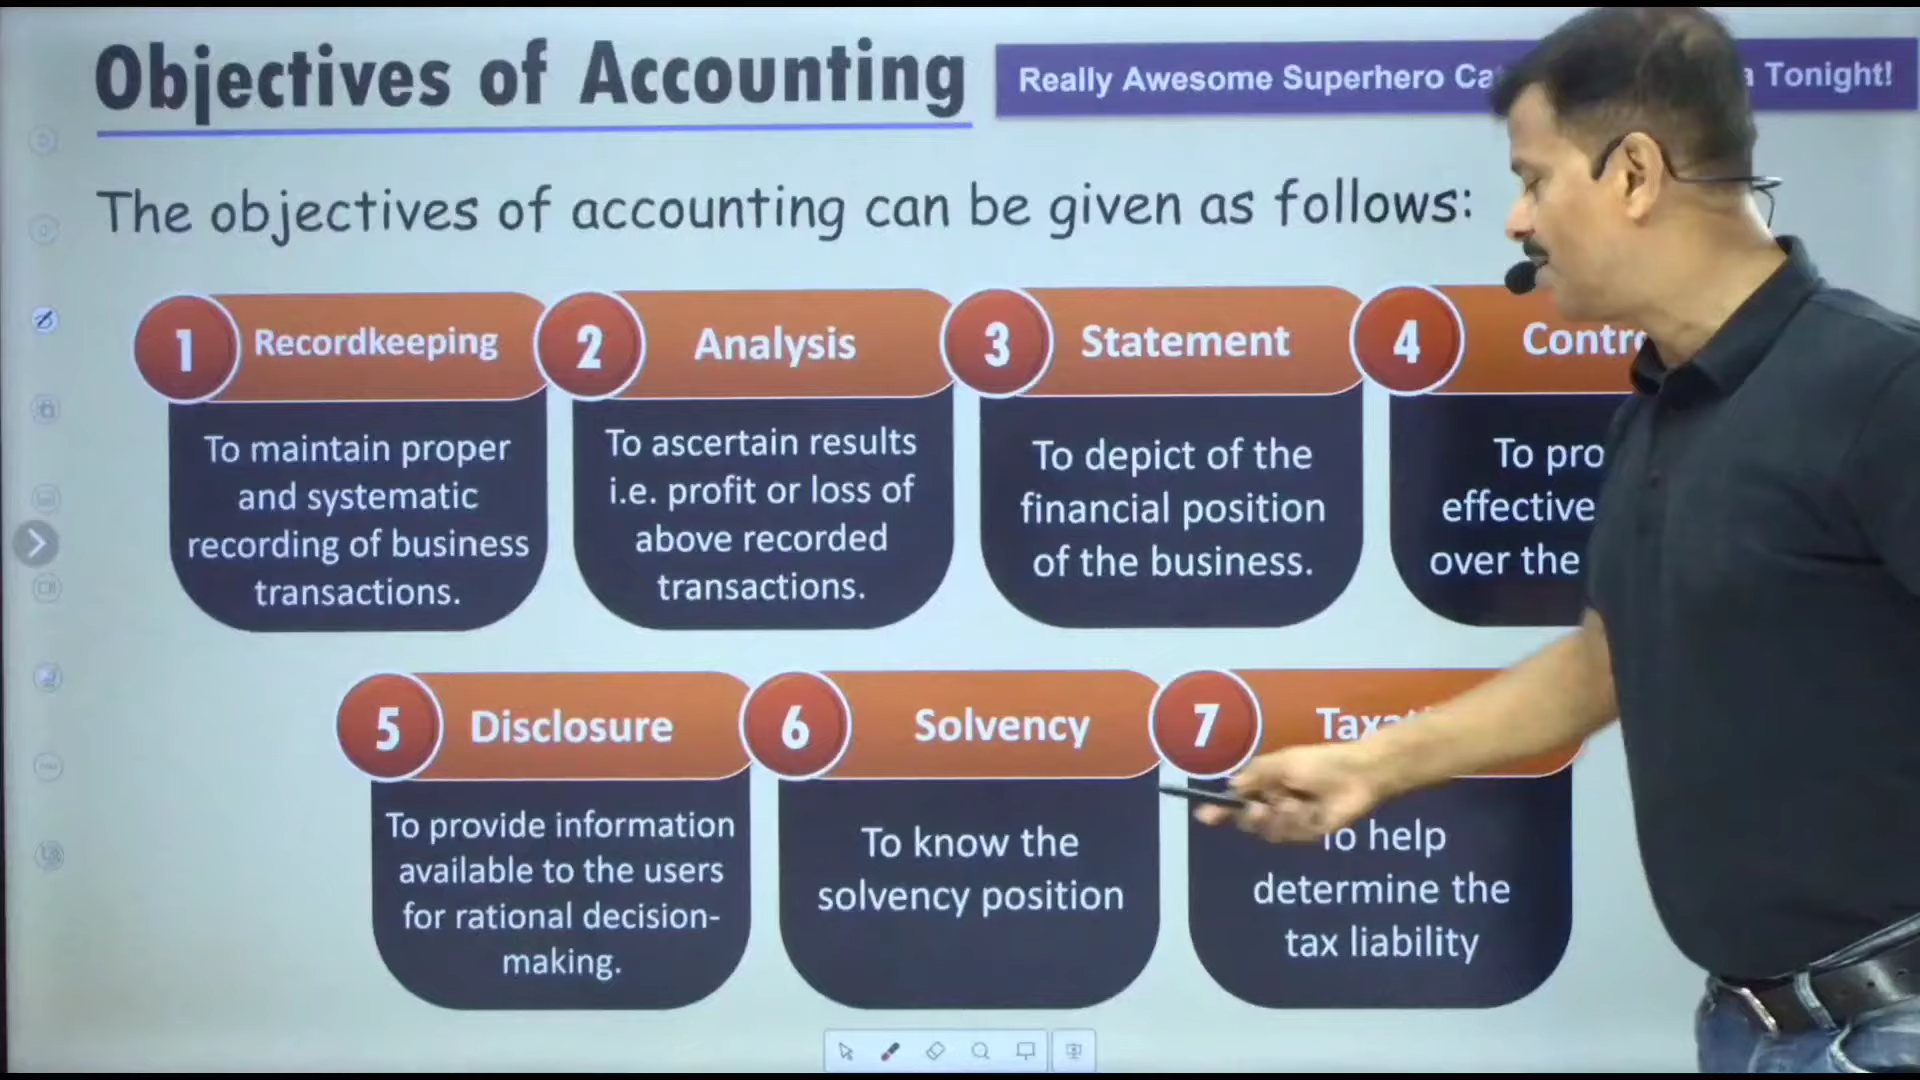 Objectives of Accounting
Really Awesome Superhero Tonight!
The objectives of accounting can be given as follows:
1 Recordkeeping
To maintain proper
and systematic
recording of business
transactions.
2 Analysis
To ascertain results
i.e. profit or loss of
above recorded
transactions.
3 Statement
To depict of the
financial position
of the business.
4
To
effective
over the
5 Disclosure
To provide information
available to the users
for rational decision-
making.
6 Solvency
To know the
solvency position
7
To help
determine the
tax liability